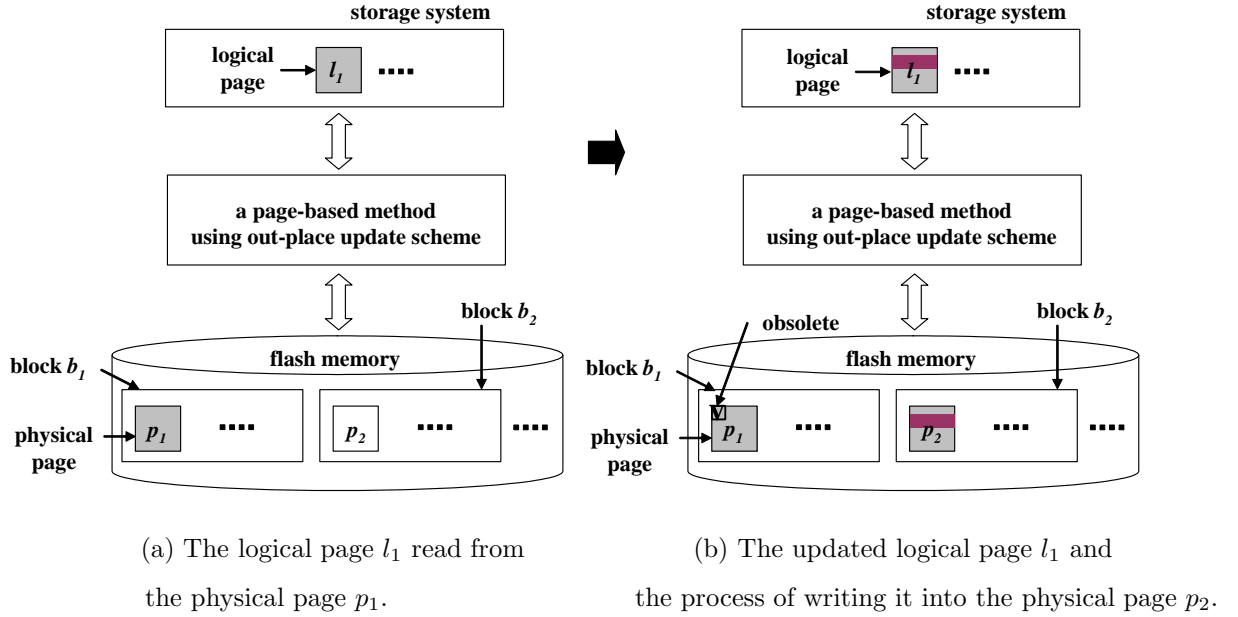 storage system
logical
page
l1
a page-based method
using out-place update scheme
block b2
flash memory
block b1
physical
page
p1
p2
(a) The logical page l1 read from
the physical page p1.
storage system
logical
page
l1
a page-based method
using out-place update scheme
block b2
obsolete
flash memory
block b1
v
physical
page
p1
p2
(b) The updated logical page l1 and
the process of writing it into the physical page p2.